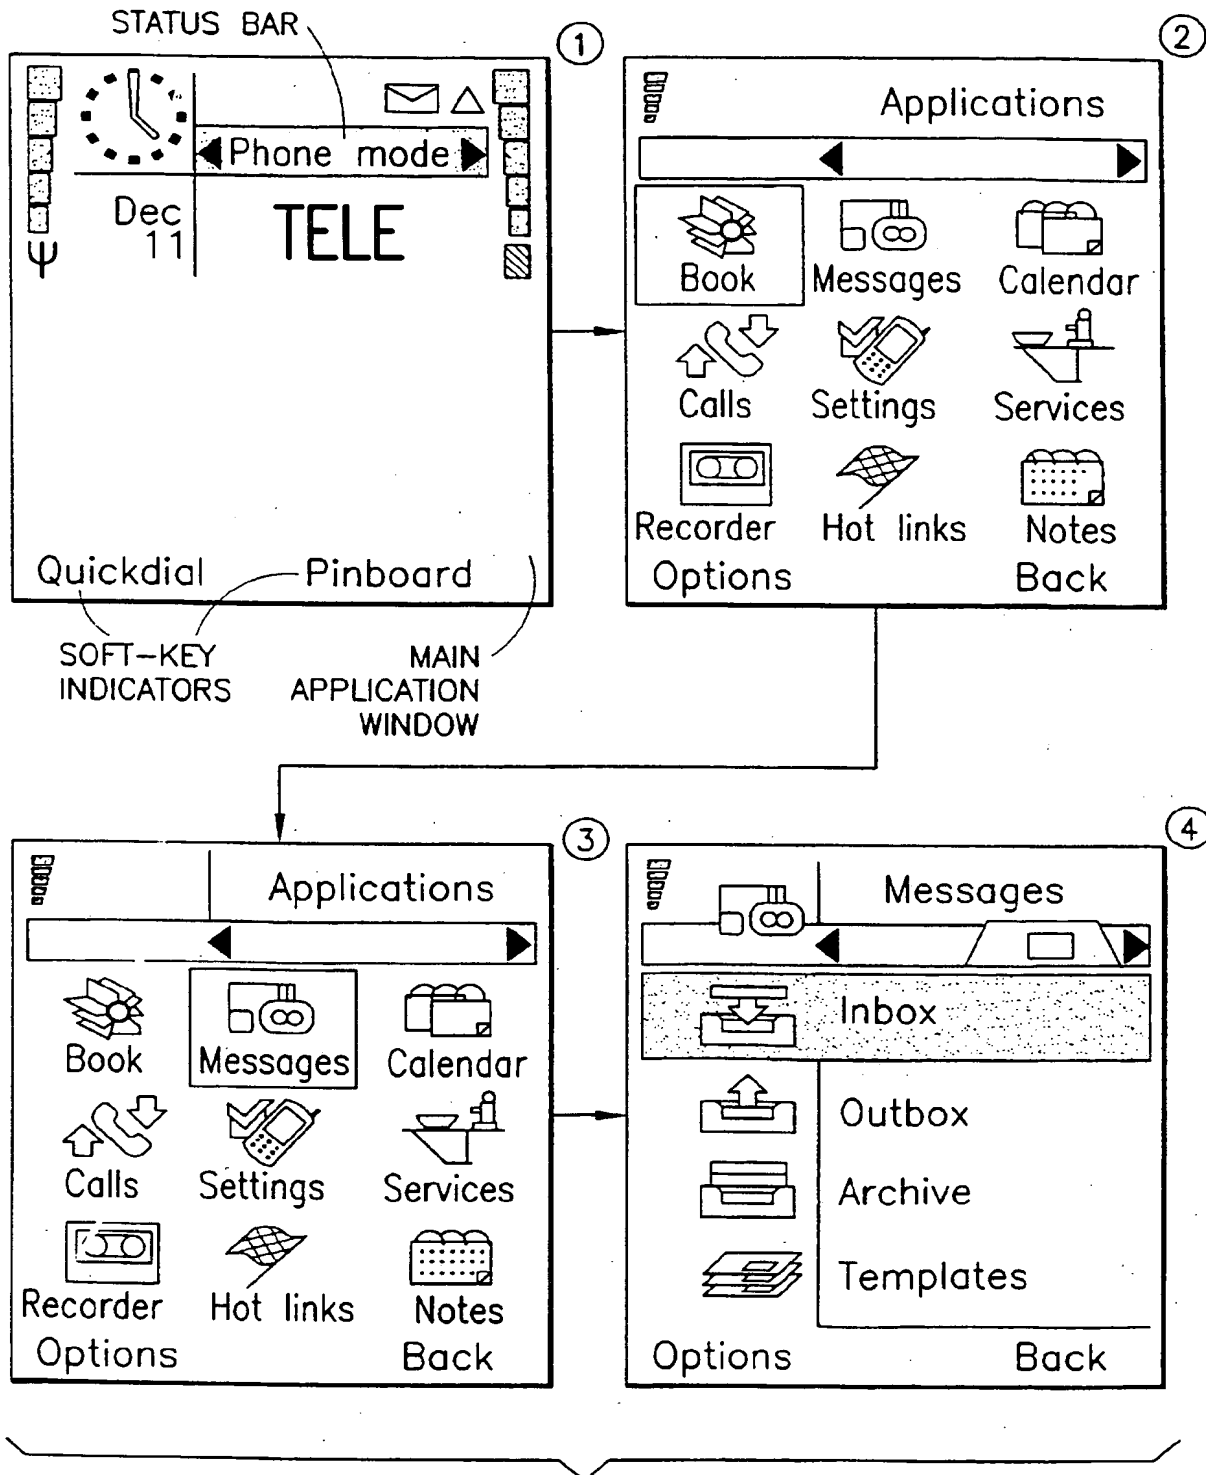 STATUS BAR
1
Phone mode
Dec
11
TELE
Quickdial
Pinboard
SOFT-KEY
INDICATORS
MAIN
APPLICATION
WINDOW
2
Applications
Book
Messages
Calendar
Calls
Settings
Services
Recorder
Hot links
Notes
Options
Back
3
Applications
Book
Messages
Calendar
Calls
Settings
Services
Recorder
Hot links
Notes
Options
Back
4
Messages
Inbox
Outbox
Archive
Templates
Options
Back